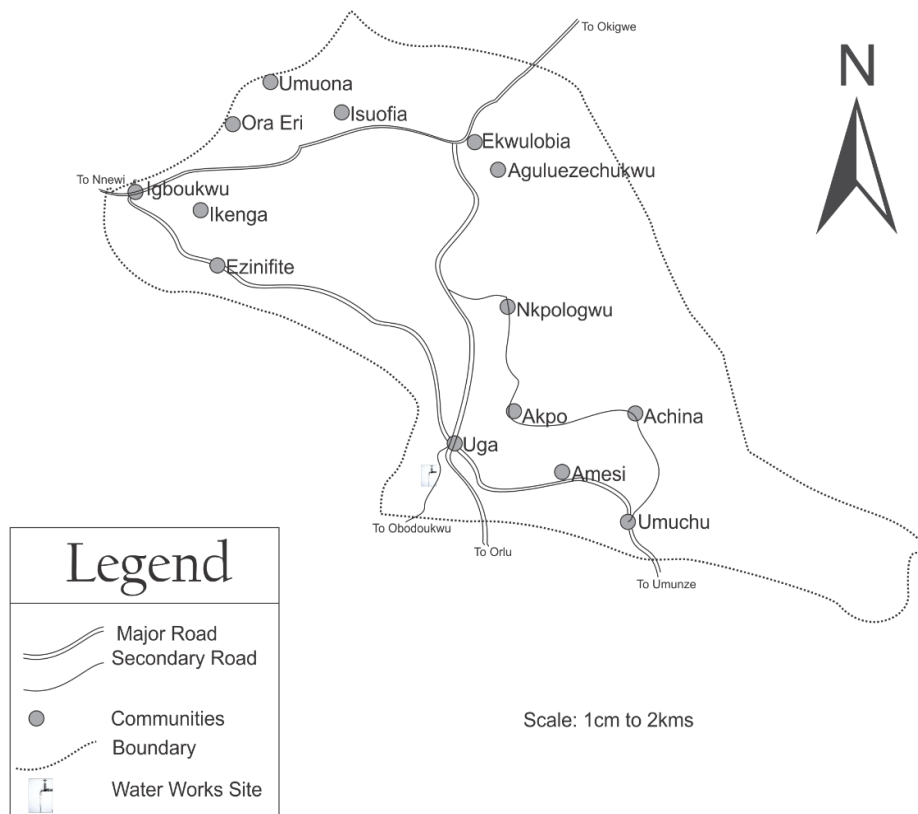 To Okigwe
N
Umuona
Isuofia
Ora Eri
Ekwulobia
Aguluezechukwu
To Nnewi
Igboukwu
Ikenga
Ezinifite
Nkpologwu
Akpo
Achina
Uga
Amesi
Umuchu
To Obodoukwu
To Orlu
To Umunze
Legend
Major Road
Secondary Road
Communities
Boundary
Water Works Site
Scale: 1cm to 2kms